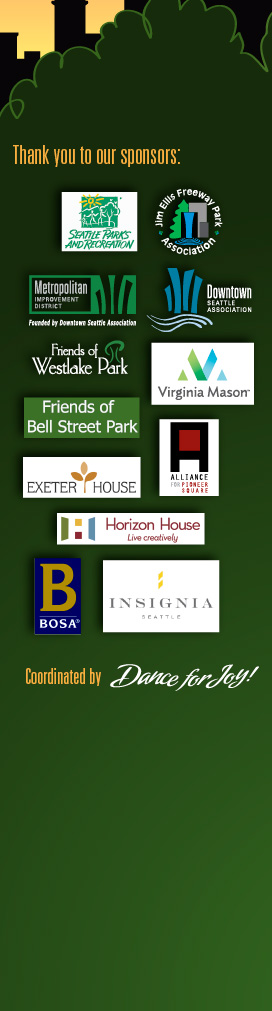 Thank you to our sponsors:
SEATTLE PARKS
AND RECREATION
Jim Ellis Freeway Park
Association
Metropolitan
IMPROVEMENT
DISTRICT
Founded by Downtown Seattle Association
Downtown
SEATTLE
ASSOCIATION
Friends of
Westlake Park
Virginia Mason
Friends of
Bell Street Park
ALLIANCE
FOR PIONEER
SQUARE
EXETER HOUSE
H Horizon House
Live creatively
B
BOSA®
INSIGNIA
SEATTLE
Coordinated by Dance for Joy!